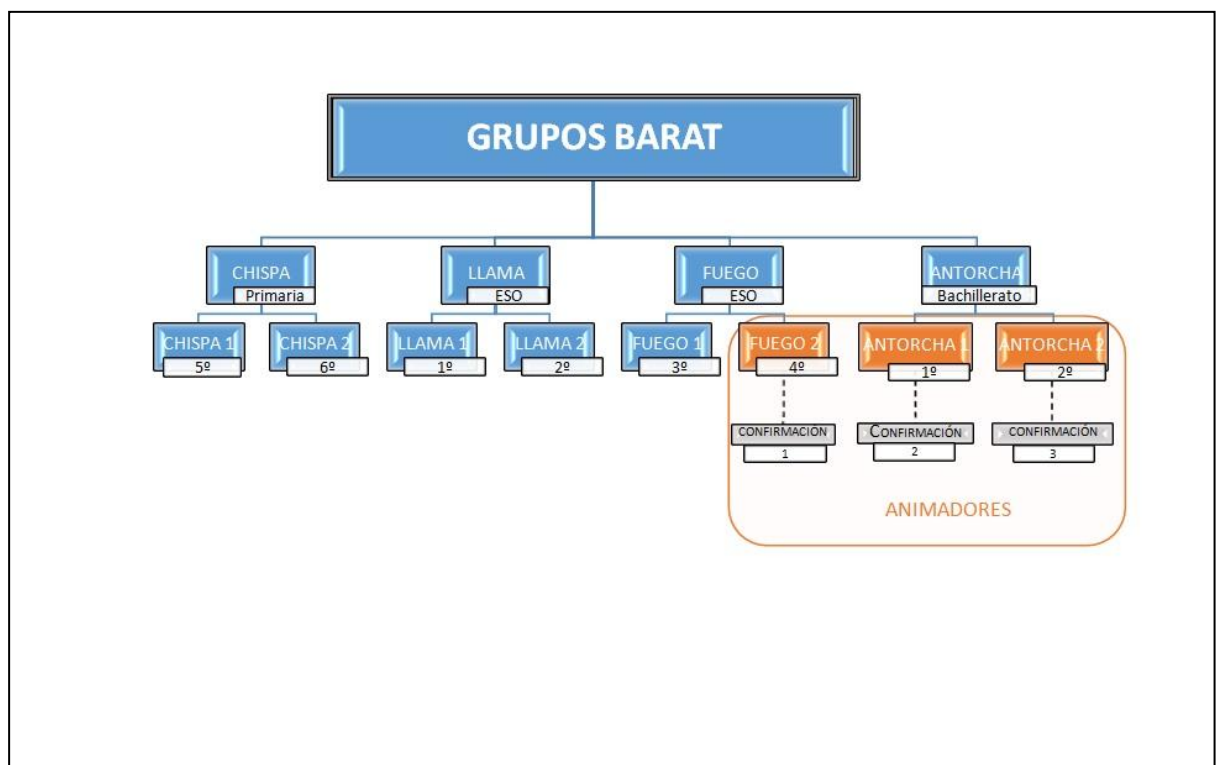 GRUPOS BARAT
CHISPA
Primaria
LLAMA
ESO
FUEGO
ESO
ANTORCHA
Bachillerato
CHISPA 1
5º
CHISPA 2
6º
LLAMA 1
1º
LLAMA 2
2º
FUEGO 1
3º
FUEGO 2
4º
ANTORCHA 1
1º
ANTORCHA 2
2º
CONFIRMACIÓN
1
CONFIRMACIÓN
2
CONFIRMACIÓN
3
ANIMADORES